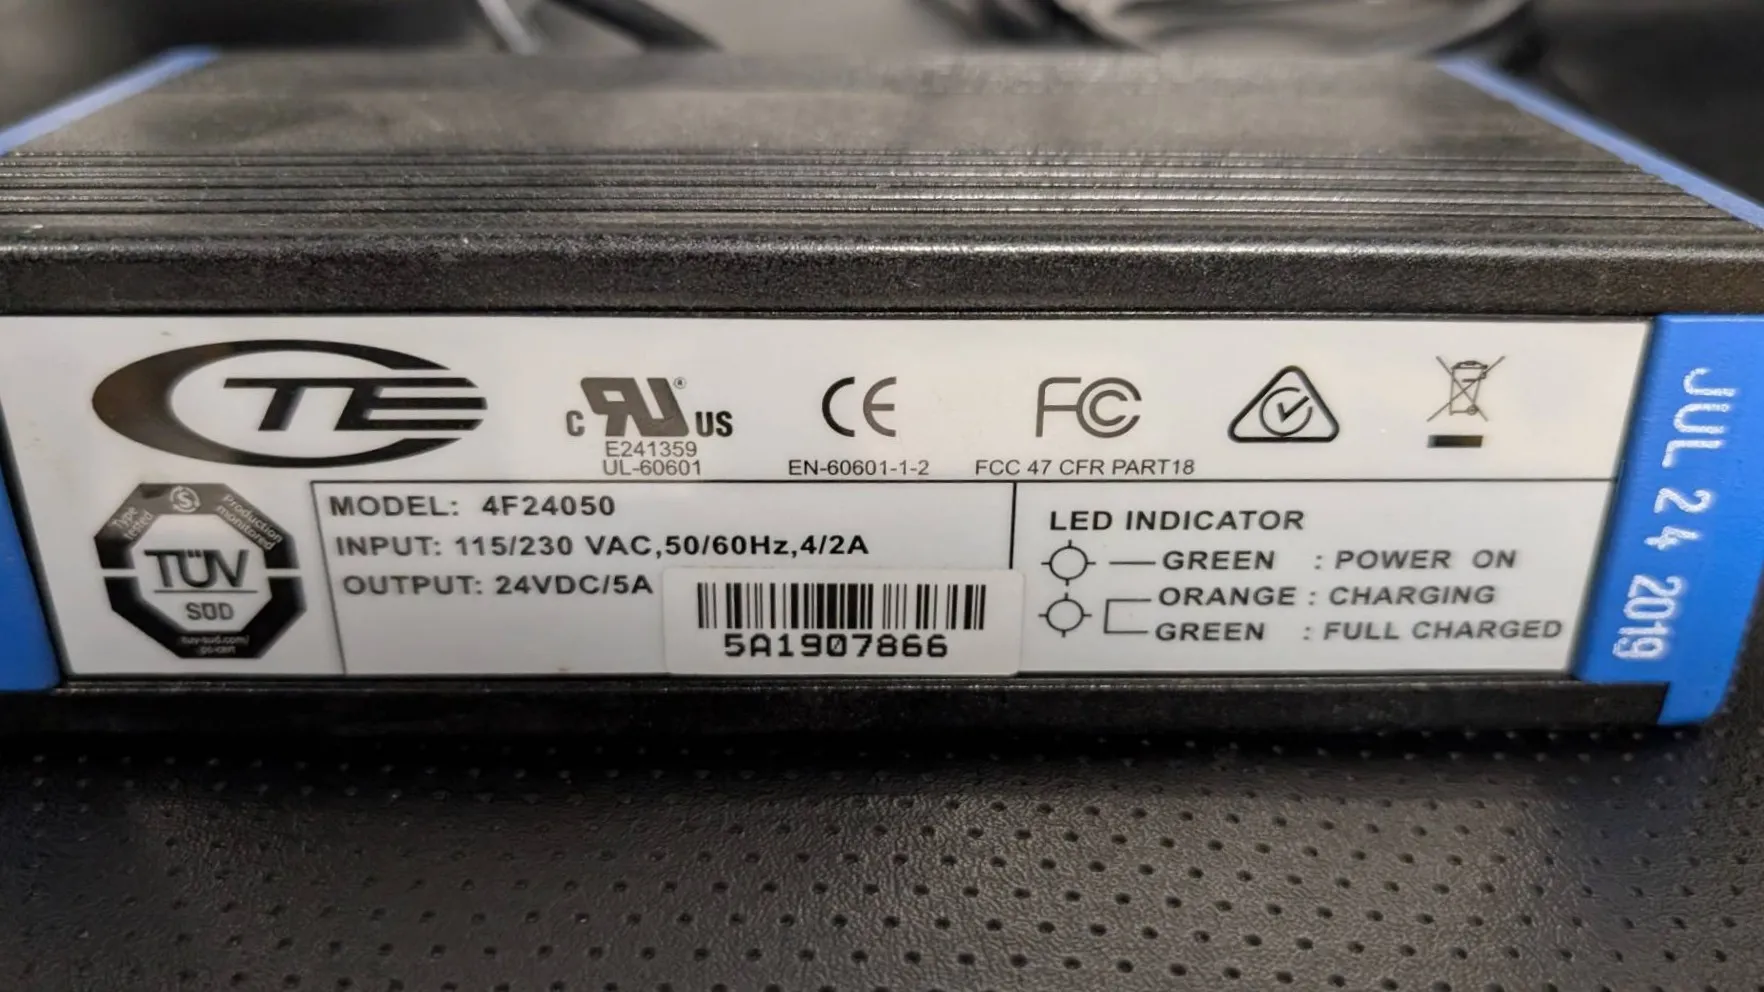 CTE
C RU ® US
E241359
UL-60601
CE
EN-60601-1-2
FC
FCC 47 CFR PART18
Type tested
Production monitored
TÜV
SÜD
MODEL: 4F24050
INPUT: 115/230 VAC,50/60Hz,4/2A
OUTPUT: 24VDC/5A
5A1907866
LED INDICATOR
GREEN : POWER ON
ORANGE : CHARGING
GREEN : FULL CHARGED
JUL 24 2019